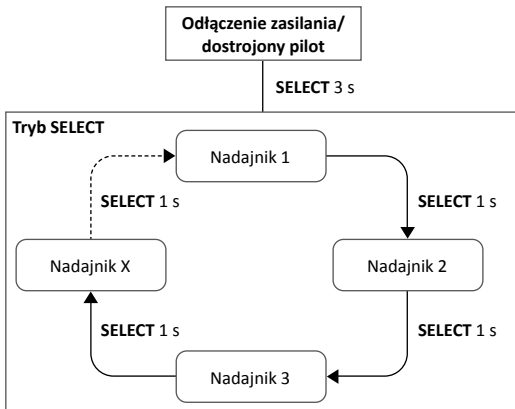 Odłączenie zasilania/
dostrojony pilot
SELECT 3 s
Tryb SELECT
Nadajnik 1
SELECT 1 s
SELECT 1 s
Nadajnik X
Nadajnik 2
SELECT 1 s
SELECT 1 s
Nadajnik 3